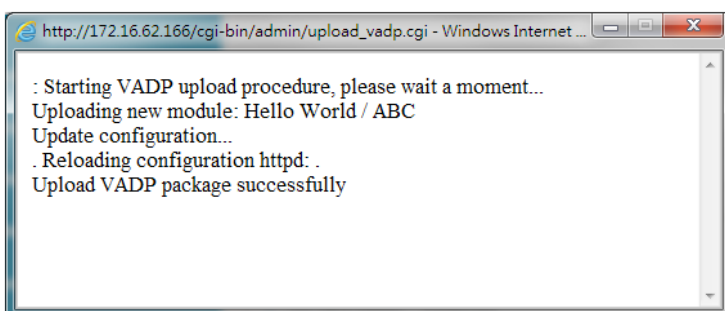 http://172.16.62.166/cgi-bin/admin/upload_vadp.cgi - Windows Internet ...
: Starting VADP upload procedure, please wait a moment...
Uploading new module: Hello World / ABC
Update configuration...
. Reloading configuration httpd: .
Upload VADP package successfully